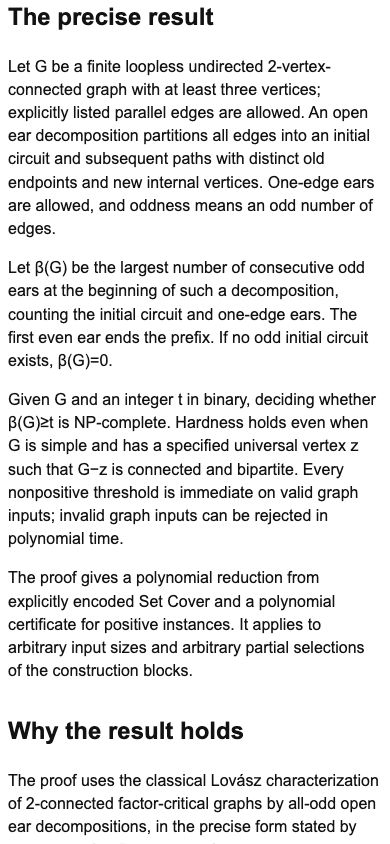 The precise result
Let G be a finite loopless undirected 2-vertex-
connected graph with at least three vertices;
explicitly listed parallel edges are allowed. An open
ear decomposition partitions all edges into an initial
circuit and subsequent paths with distinct old
endpoints and new internal vertices. One-edge ears
are allowed, and oddness means an odd number of
edges.
Let β(G) be the largest number of consecutive odd
ears at the beginning of such a decomposition,
counting the initial circuit and one-edge ears. The
first even ear ends the prefix. If no odd initial circuit
exists, β(G)=0.
Given G and an integer t in binary, deciding whether
β(G)≥t is NP-complete. Hardness holds even when
G is simple and has a specified universal vertex z
such that G−z is connected and bipartite. Every
nonpositive threshold is immediate on valid graph
inputs; invalid graph inputs can be rejected in
polynomial time.
The proof gives a polynomial reduction from
explicitly encoded Set Cover and a polynomial
certificate for positive instances. It applies to
arbitrary input sizes and arbitrary partial selections
of the construction blocks.
Why the result holds
The proof uses the classical Lovász characterization
of 2-connected factor-critical graphs by all-odd open
ear decompositions, in the precise form stated by